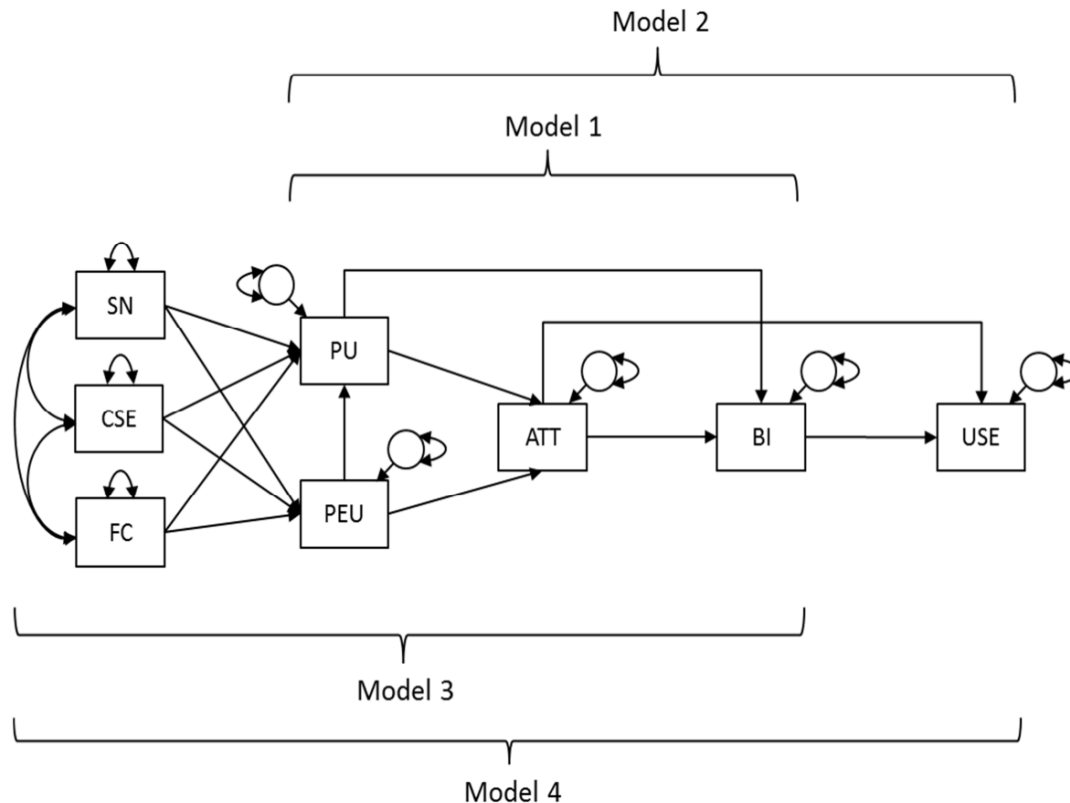 Model 2
Model 1
SN
PU
CSE
ATT
BI
USE
PEU
FC
Model 3
Model 4